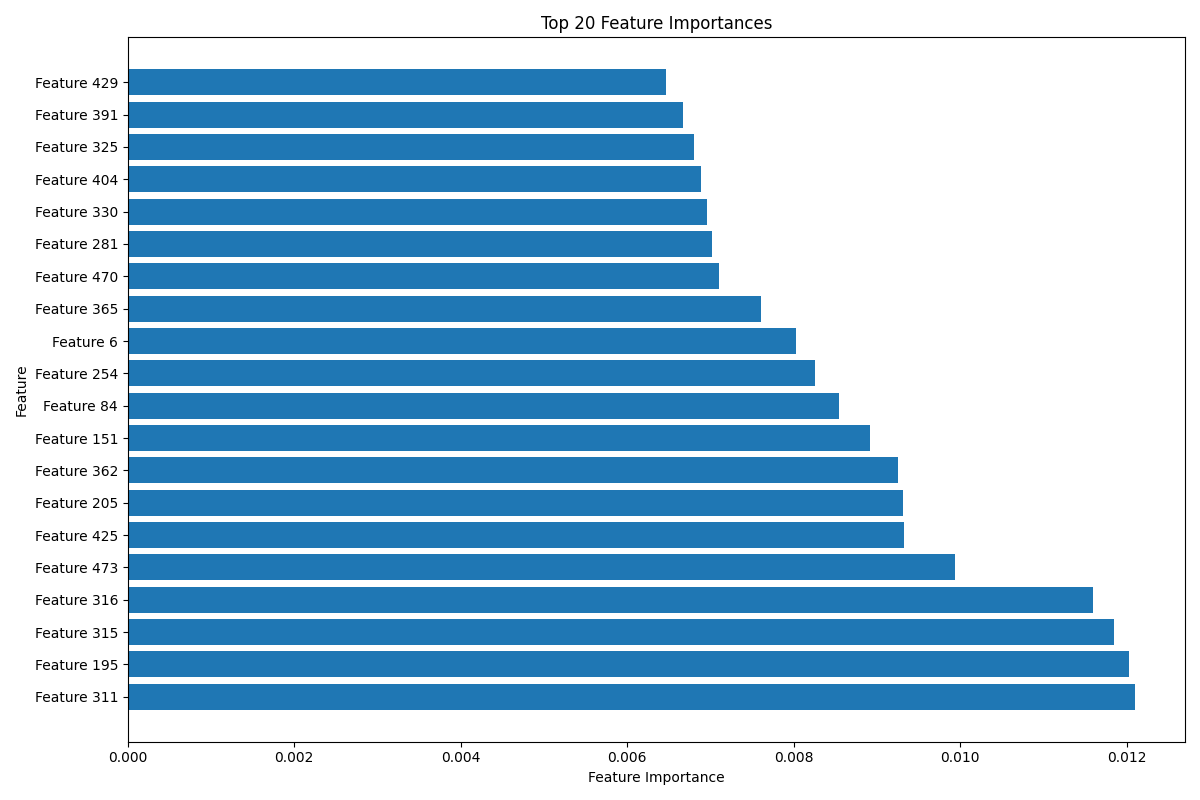 Top 20 Feature Importances
Feature
Feature 429
Feature 391
Feature 325
Feature 404
Feature 330
Feature 281
Feature 470
Feature 365
Feature 6
Feature 254
Feature 84
Feature 151
Feature 362
Feature 205
Feature 425
Feature 473
Feature 316
Feature 315
Feature 195
Feature 311
0.000 0.002 0.004 0.006 0.008 0.010 0.012
Feature Importance